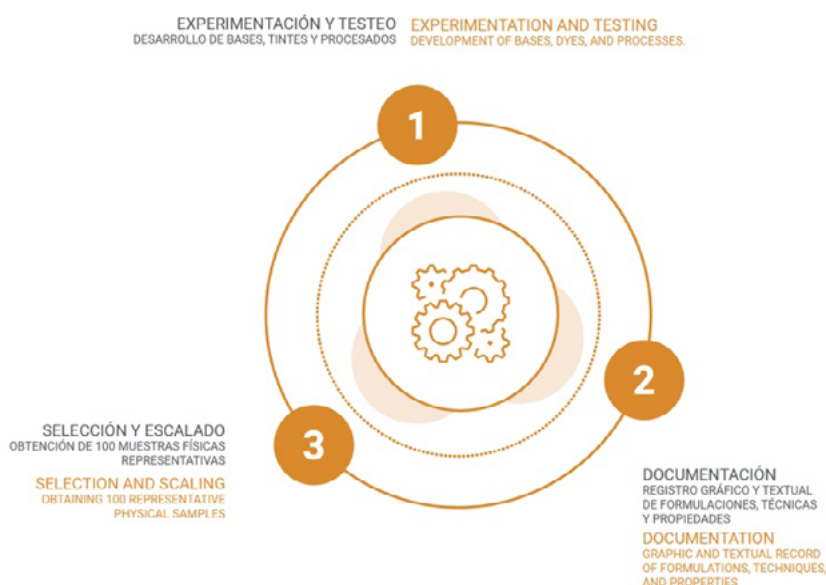 EXPERIMENTACIÓN Y TESTEO
DESARROLLO DE BASES, TINTES Y PROCESADOS
EXPERIMENTATION AND TESTING
DEVELOPMENT OF BASES, DYES, AND PROCESSES.
1
2
3
SELECCIÓN Y ESCALADO
OBTENCIÓN DE 100 MUESTRAS FÍSICAS
REPRESENTATIVAS
SELECTION AND SCALING
OBTAINING 100 REPRESENTATIVE
PHYSICAL SAMPLES
DOCUMENTACIÓN
REGISTRO GRÁFICO Y TEXTUAL
DE FORMULACIONES, TÉCNICAS
Y PROPIEDADES
DOCUMENTATION
GRAPHIC AND TEXTUAL RECORD
OF FORMULATIONS, TECHNIQUES,
AND PROPERTIES